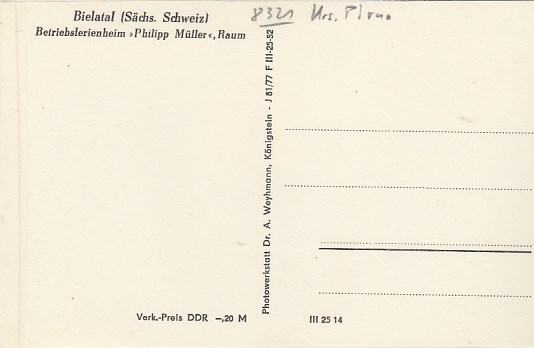 Bielatal (Sächs. Schweiz)
Betriebsferienheim ›Philipp Müller‹, Raum
8321 Krs. Pirna
Photowerkstatt Dr. A. Weyhmann, Königstein - J 81/77 F III-25-52
Verk.-Preis DDR –,20 M
III 25 14